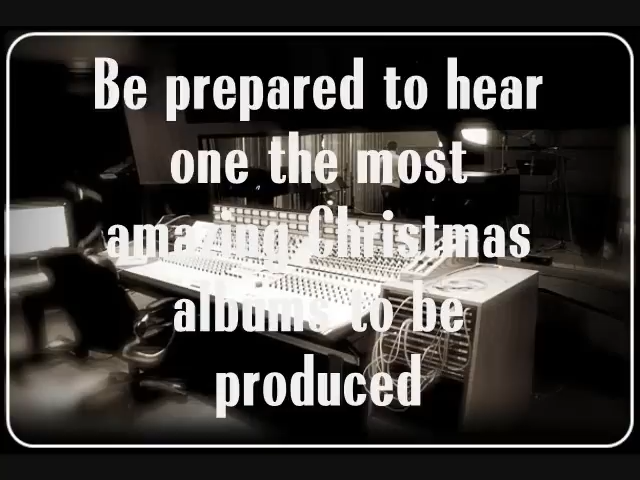 Be prepared to hear
one the most
amazing Christmas
albums to be
produced